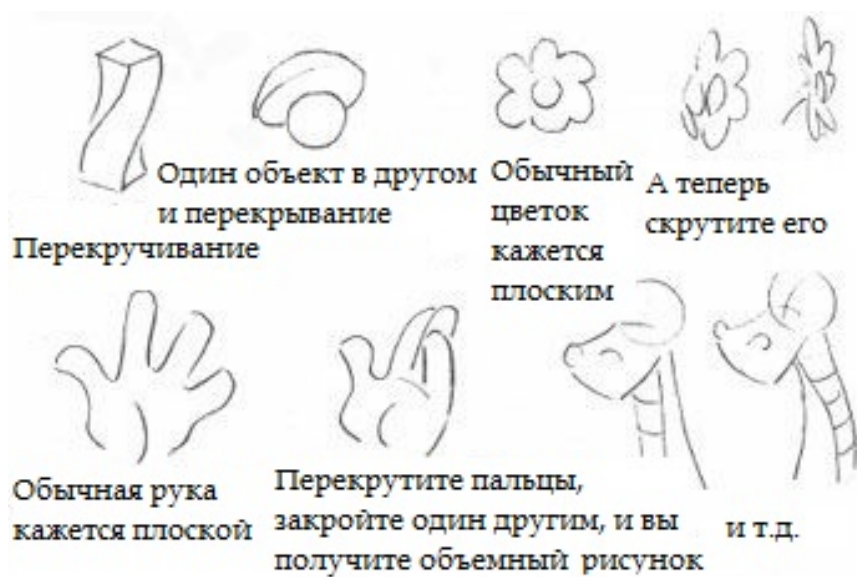 Один объект в другом
и перекрывание
Перекручивание
Обычный
цветок
кажется
плоским
А теперь
скрутите его
Обычная рука
кажется плоской
Перекрутите пальцы,
закройте один другим, и вы
получите объемный рисунок
и т.д.